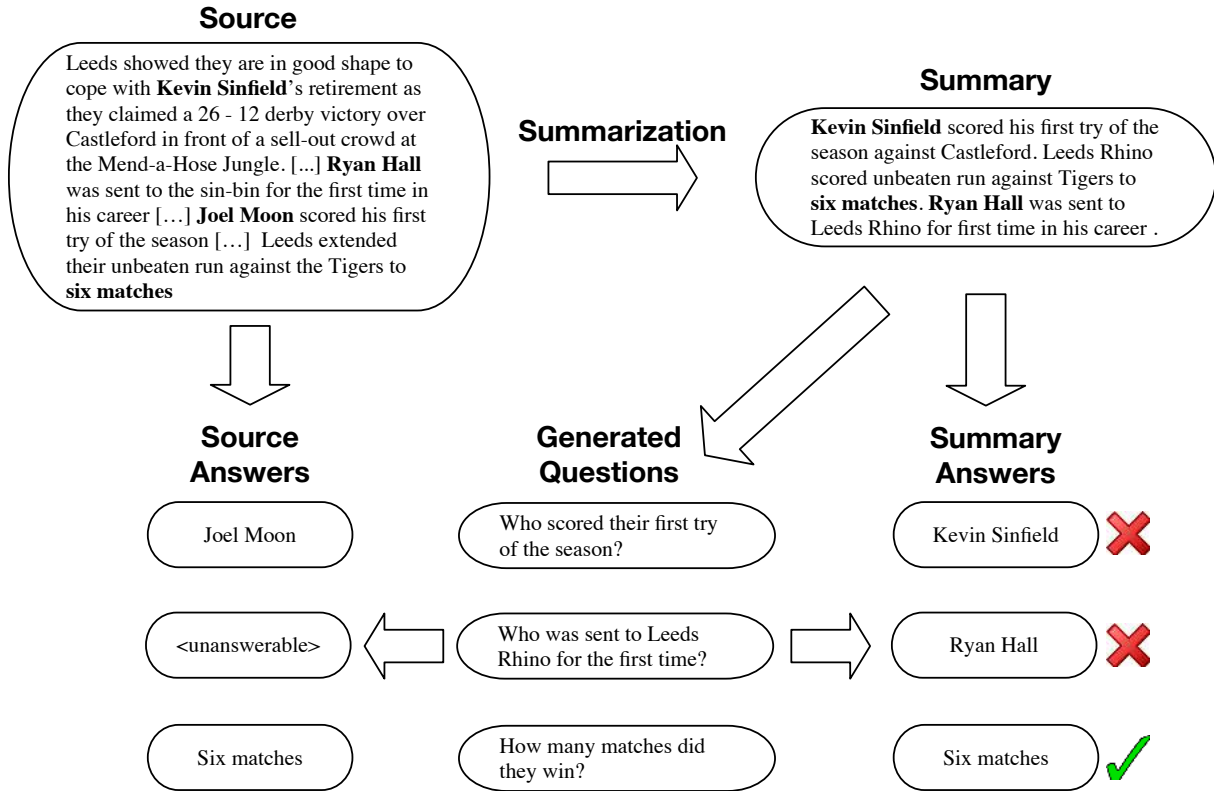 Source
Leeds showed they are in good shape to
cope with Kevin Sinfield's retirement as
they claimed a 26 - 12 derby victory over
Castleford in front of a sell-out crowd at
the Mend-a-Hose Jungle. [...] Ryan Hall
was sent to the sin-bin for the first time in
his career […] Joel Moon scored his first
try of the season […] Leeds extended
their unbeaten run against the Tigers to
six matches
Summarization
Summary
Kevin Sinfield scored his first try of the
season against Castleford. Leeds Rhino
scored unbeaten run against Tigers to
six matches. Ryan Hall was sent to
Leeds Rhino for first time in his career .
Source
Answers
Generated
Questions
Summary
Answers
Joel Moon
Who scored their first try
of the season?
Kevin Sinfield
<unanswerable>
Who was sent to Leeds
Rhino for the first time?
Ryan Hall
Six matches
How many matches did
they win?
Six matches